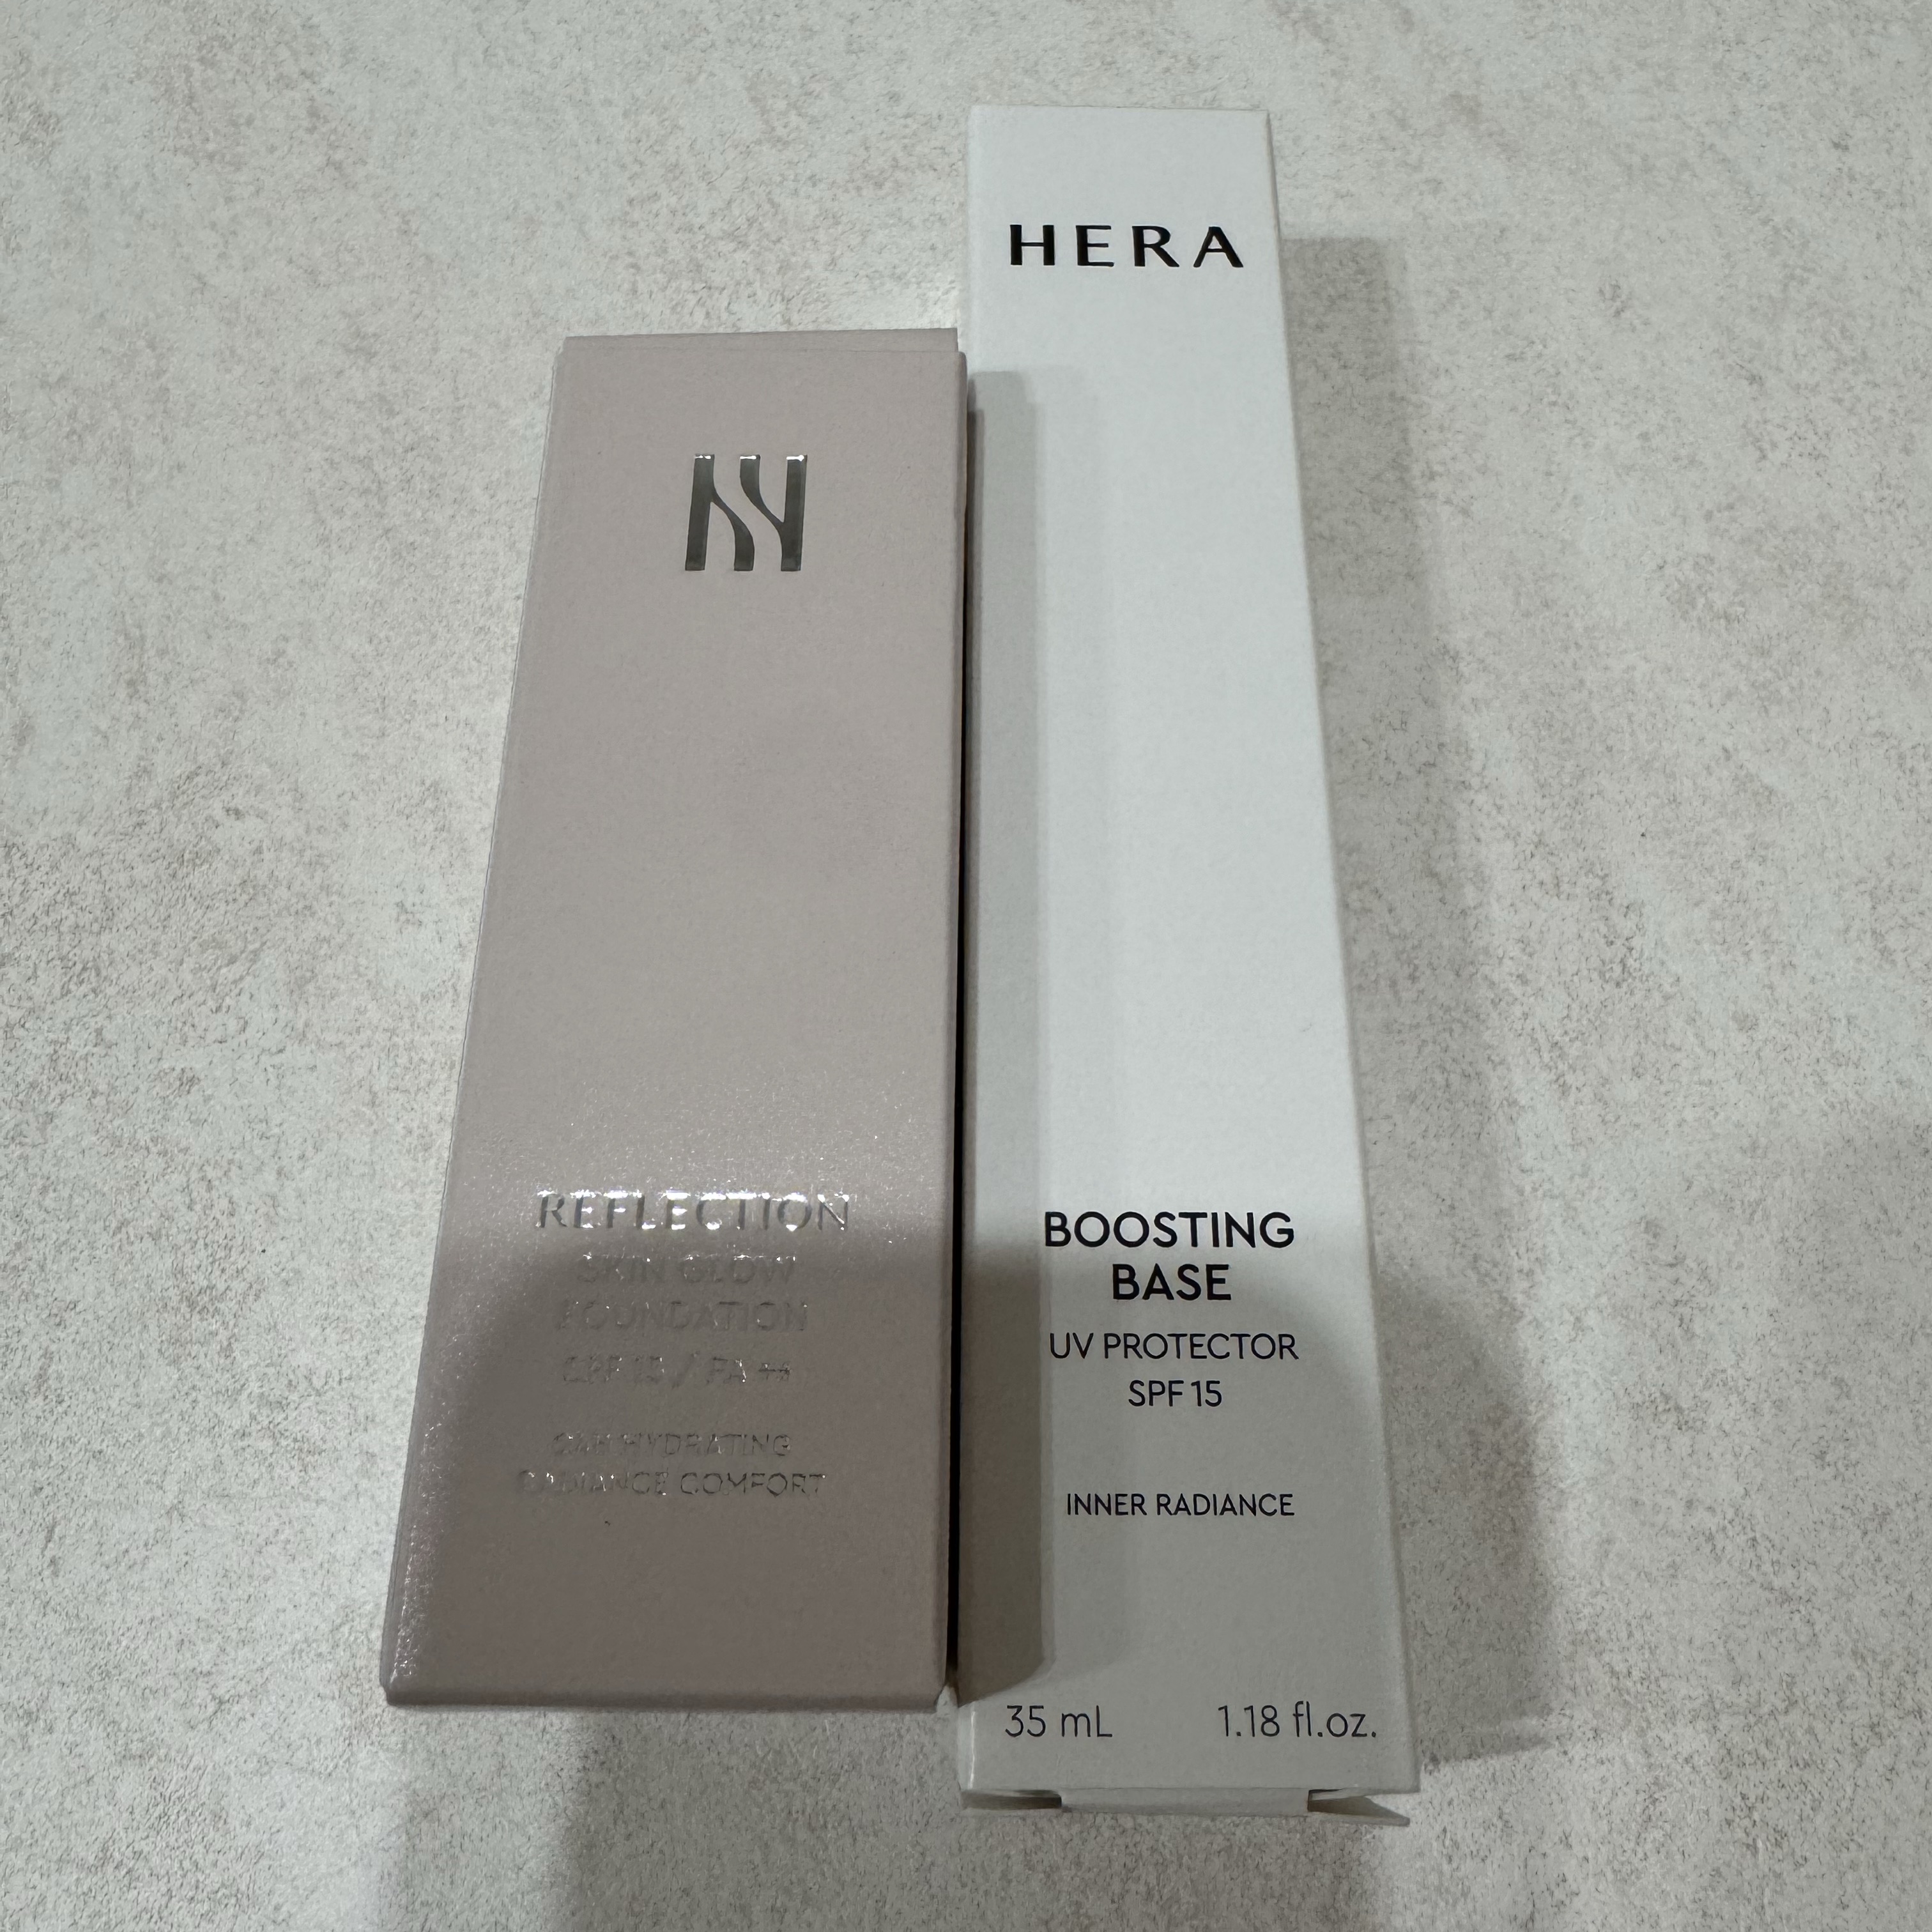 REFLECTION
SKIN GLOW
FOUNDATION
SPF 15 / PA ++
24H HYDRATING
RADIANCE COMFORT
HERA
BOOSTING
BASE
UV PROTECTOR
SPF 15
INNER RADIANCE
35 mL 1.18 fl.oz.